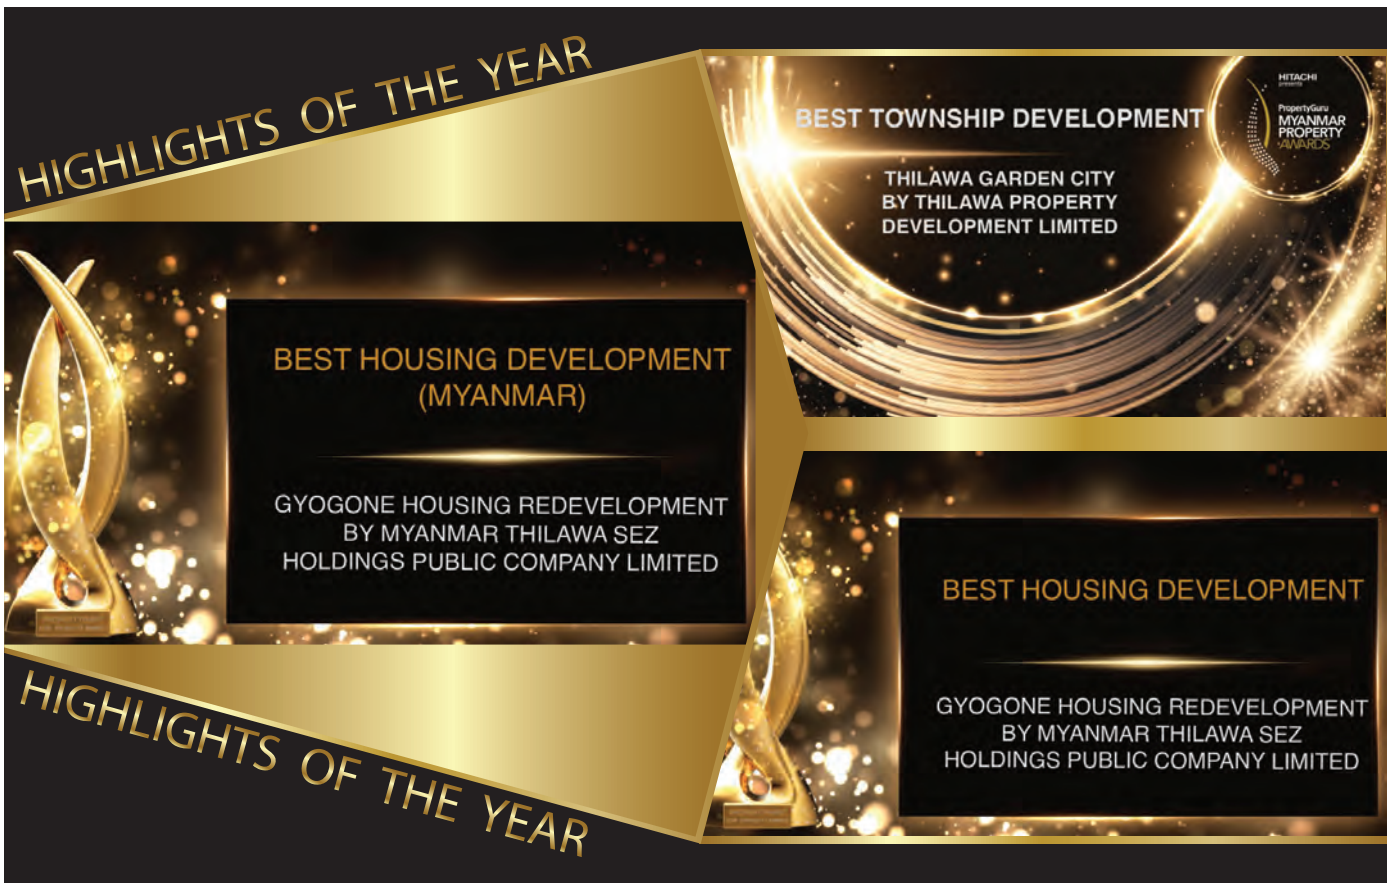 HIGHLIGHTS OF THE YEAR
BEST TOWNSHIP DEVELOPMENT
THILAWA GARDEN CITY
BY THILAWA PROPERTY
DEVELOPMENT LIMITED
HITACHI
presents
PropertyGuru
MYANMAR
PROPERTY
AWARDS
BEST HOUSING DEVELOPMENT
(MYANMAR)
GYOGONE HOUSING REDEVELOPMENT
BY MYANMAR THILAWA SEZ
HOLDINGS PUBLIC COMPANY LIMITED
BEST HOUSING DEVELOPMENT
GYOGONE HOUSING REDEVELOPMENT
BY MYANMAR THILAWA SEZ
HOLDINGS PUBLIC COMPANY LIMITED
HIGHLIGHTS OF THE YEAR